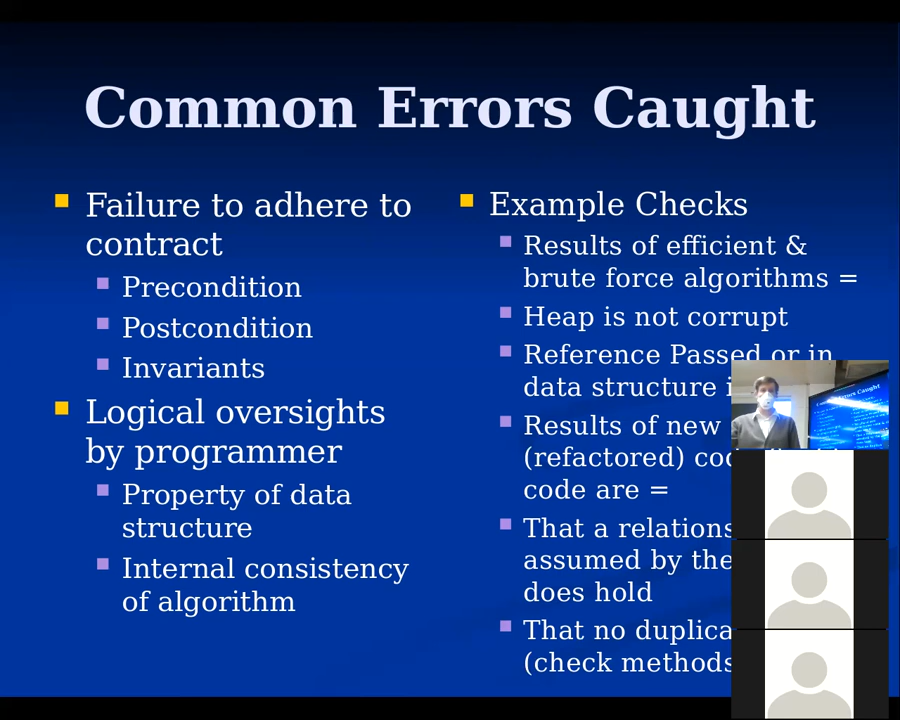 Common Errors Caught
Failure to adhere to
contract
Precondition
Postcondition
Invariants
Logical oversights
by programmer
Property of data
structure
Internal consistency
of algorithm
Example Checks
Results of efficient &
brute force algorithms =
Heap is not corrupt
Reference Passed or in
data structure
Results of new
(refactored)
code are =
That a
assumed by the
does hold
That no
(check methods
Common Errors Caught